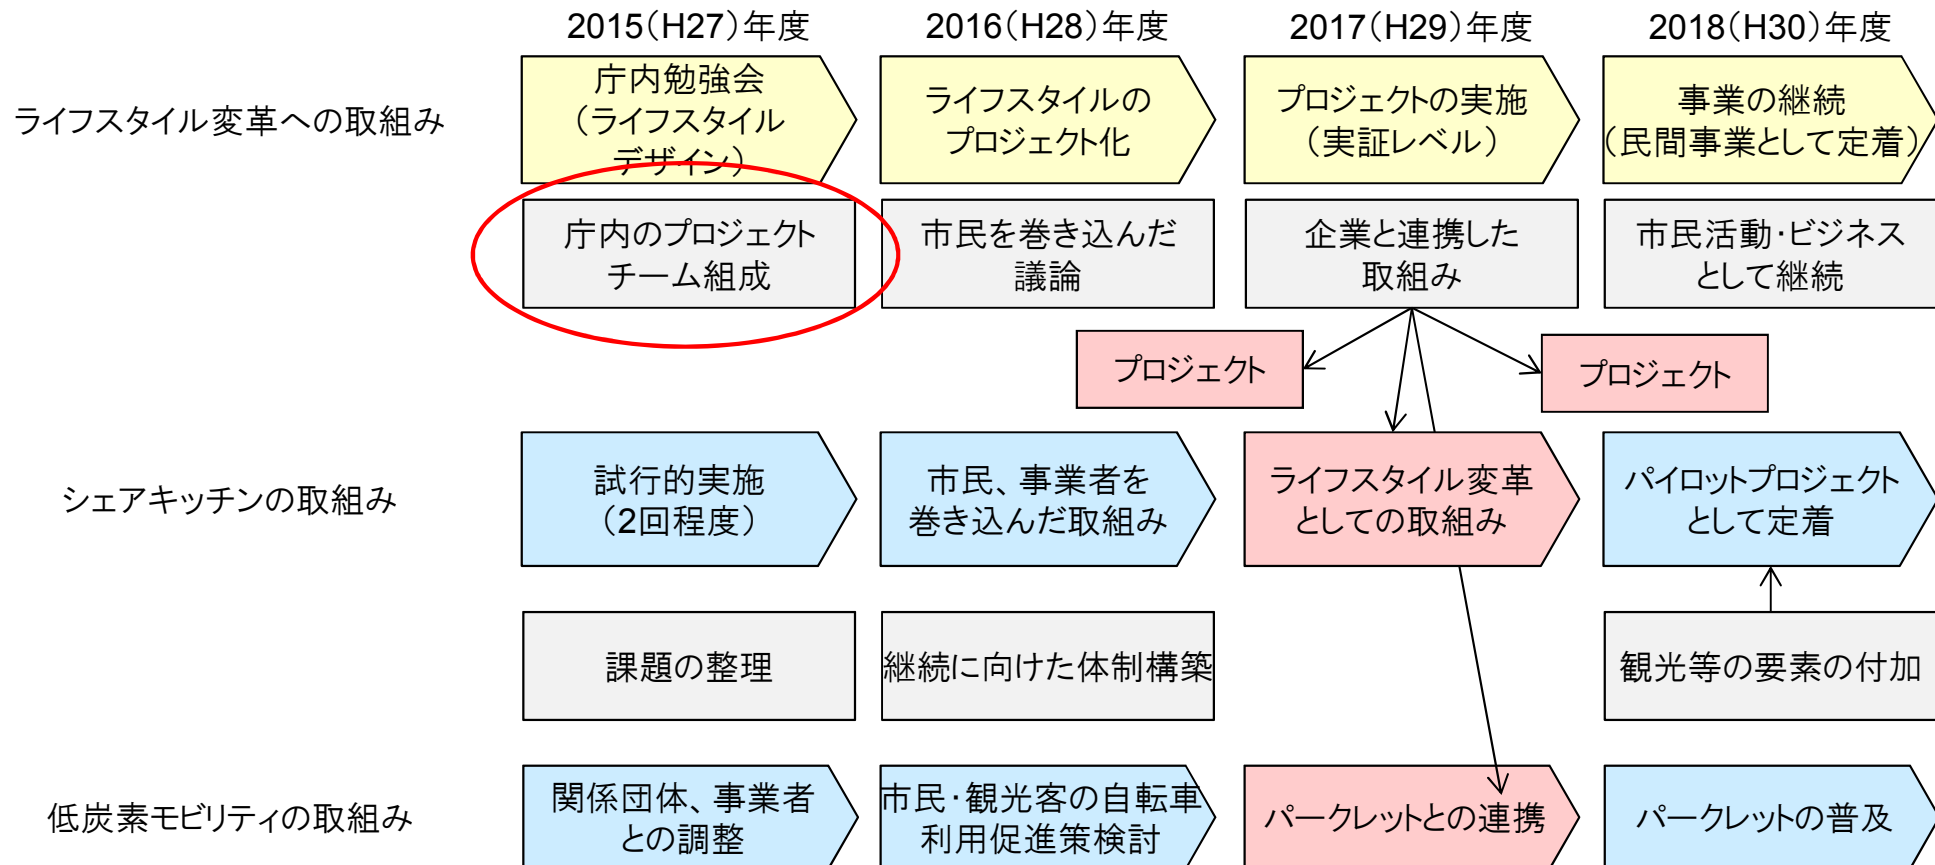 2015(H27)年度
2016(H28)年度
2017(H29)年度
2018(H30)年度
ライフスタイル変革への取組み
庁内勉強会
(ライフスタイル
デザイン)
ライフスタイルの
プロジェクト化
プロジェクトの実施
(実証レベル)
事業の継続
(民間事業として定着)
庁内のプロジェクト
チーム組成
市民を巻き込んだ
議論
企業と連携した
取組み
市民活動・ビジネス
として継続
プロジェクト
プロジェクト
シェアキッチンの取組み
試行的実施
(2回程度)
市民、事業者を
巻き込んだ取組み
ライフスタイル変革
としての取組み
パイロットプロジェクト
として定着
課題の整理
継続に向けた体制構築
観光等の要素の付加
低炭素モビリティの取組み
関係団体、事業者
との調整
市民・観光客の自転車
利用促進策検討
パークレットとの連携
パークレットの普及